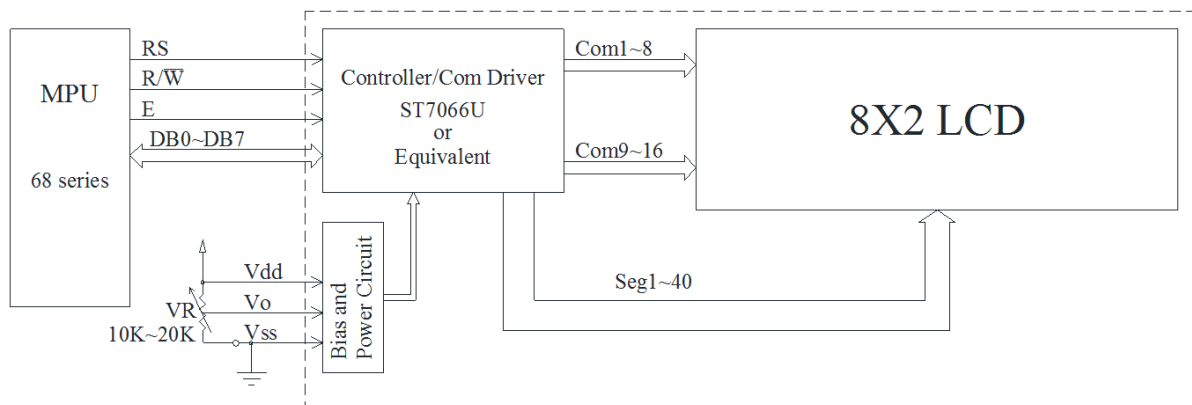 MPU
68 series
RS
R/W̅
E
DB0~DB7
Controller/Com Driver
ST7066U
or
Equivalent
Com1~8
Com9~16
8X2 LCD
Seg1~40
Vdd
Vo
Vss
VR
10K~20K
Bias and
Power Circuit